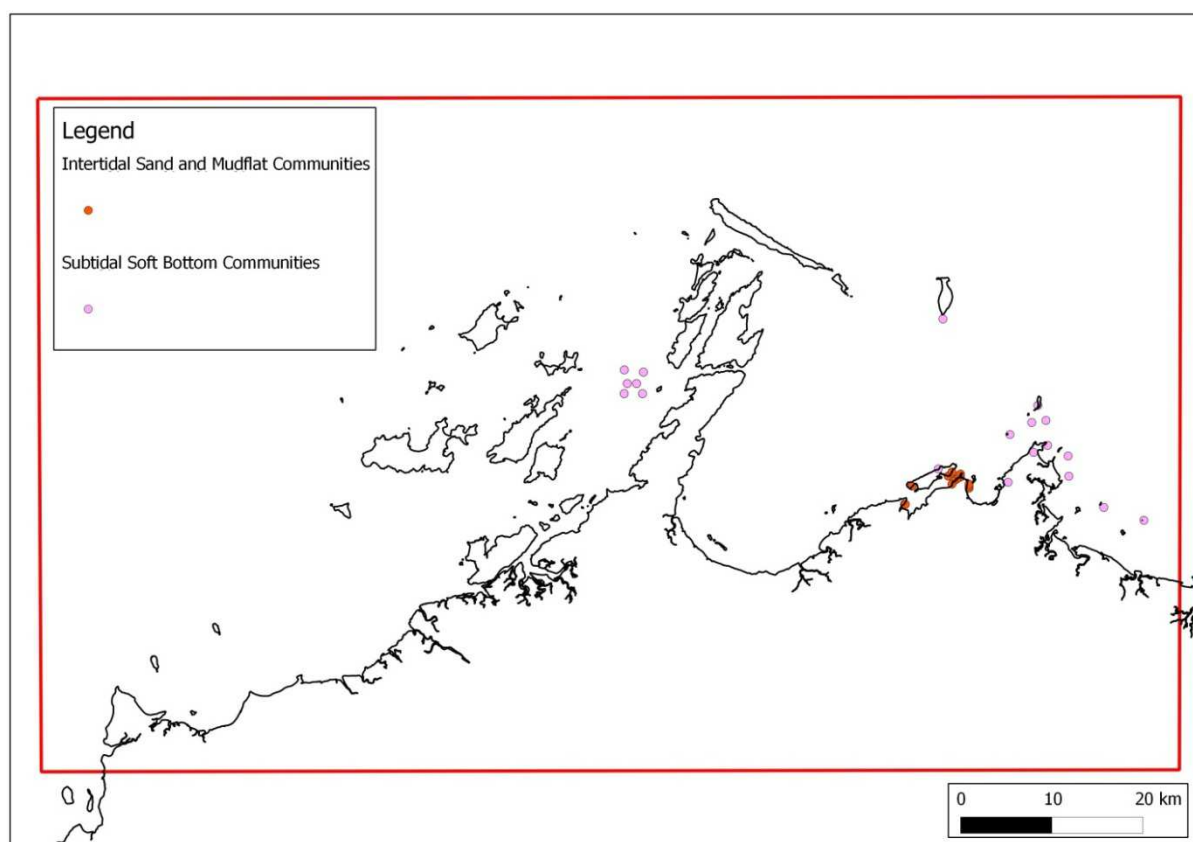 Legend
Intertidal Sand and Mudflat Communities
Subtidal Soft Bottom Communities
0 10 20 km